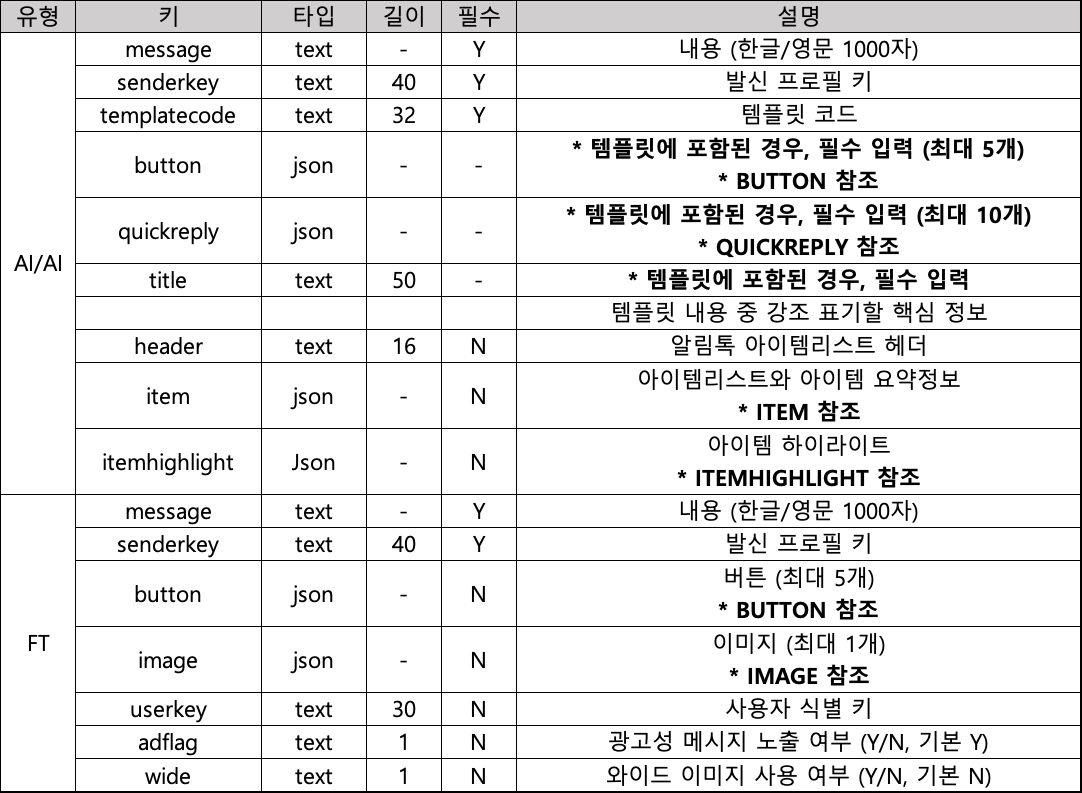 유형 키 타입 길이 필수 설명
AI/AI
message text - Y 내용 (한글/영문 1000자)
senderkey text 40 Y 발신 프로필 키
templatecode text 32 Y 템플릿 코드
button json - - * 템플릿에 포함된 경우, 필수 입력 (최대 5개)
* BUTTON 참조
quickreply json - - * 템플릿에 포함된 경우, 필수 입력 (최대 10개)
* QUICKREPLY 참조
title text 50 - * 템플릿에 포함된 경우, 필수 입력
템플릿 내용 중 강조 표기할 핵심 정보
header text 16 N 알림톡 아이템리스트 헤더
item json - N 아이템리스트와 아이템 요약정보
* ITEM 참조
itemhighlight Json - N 아이템 하이라이트
* ITEMHIGHLIGHT 참조
FT
message text - Y 내용 (한글/영문 1000자)
senderkey text 40 Y 발신 프로필 키
button json - N 버튼 (최대 5개)
* BUTTON 참조
image json - N 이미지 (최대 1개)
* IMAGE 참조
userkey text 30 N 사용자 식별 키
adflag text 1 N 광고성 메시지 노출 여부 (Y/N, 기본 Y)
wide text 1 N 와이드 이미지 사용 여부 (Y/N, 기본 N)